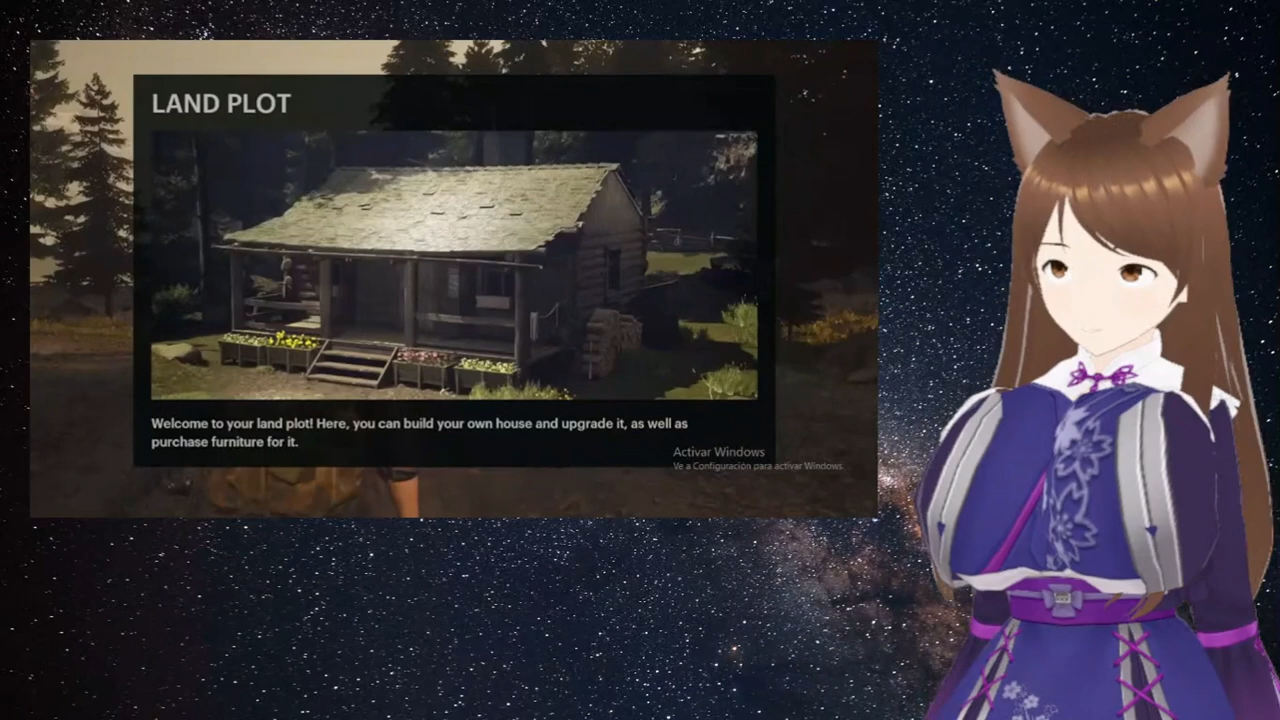 LAND PLOT
Welcome to your land plot! Here, you can build your own house and upgrade it, as well as
purchase furniture for it.
Activar Windows
Ve a Configuración para activar Windows.